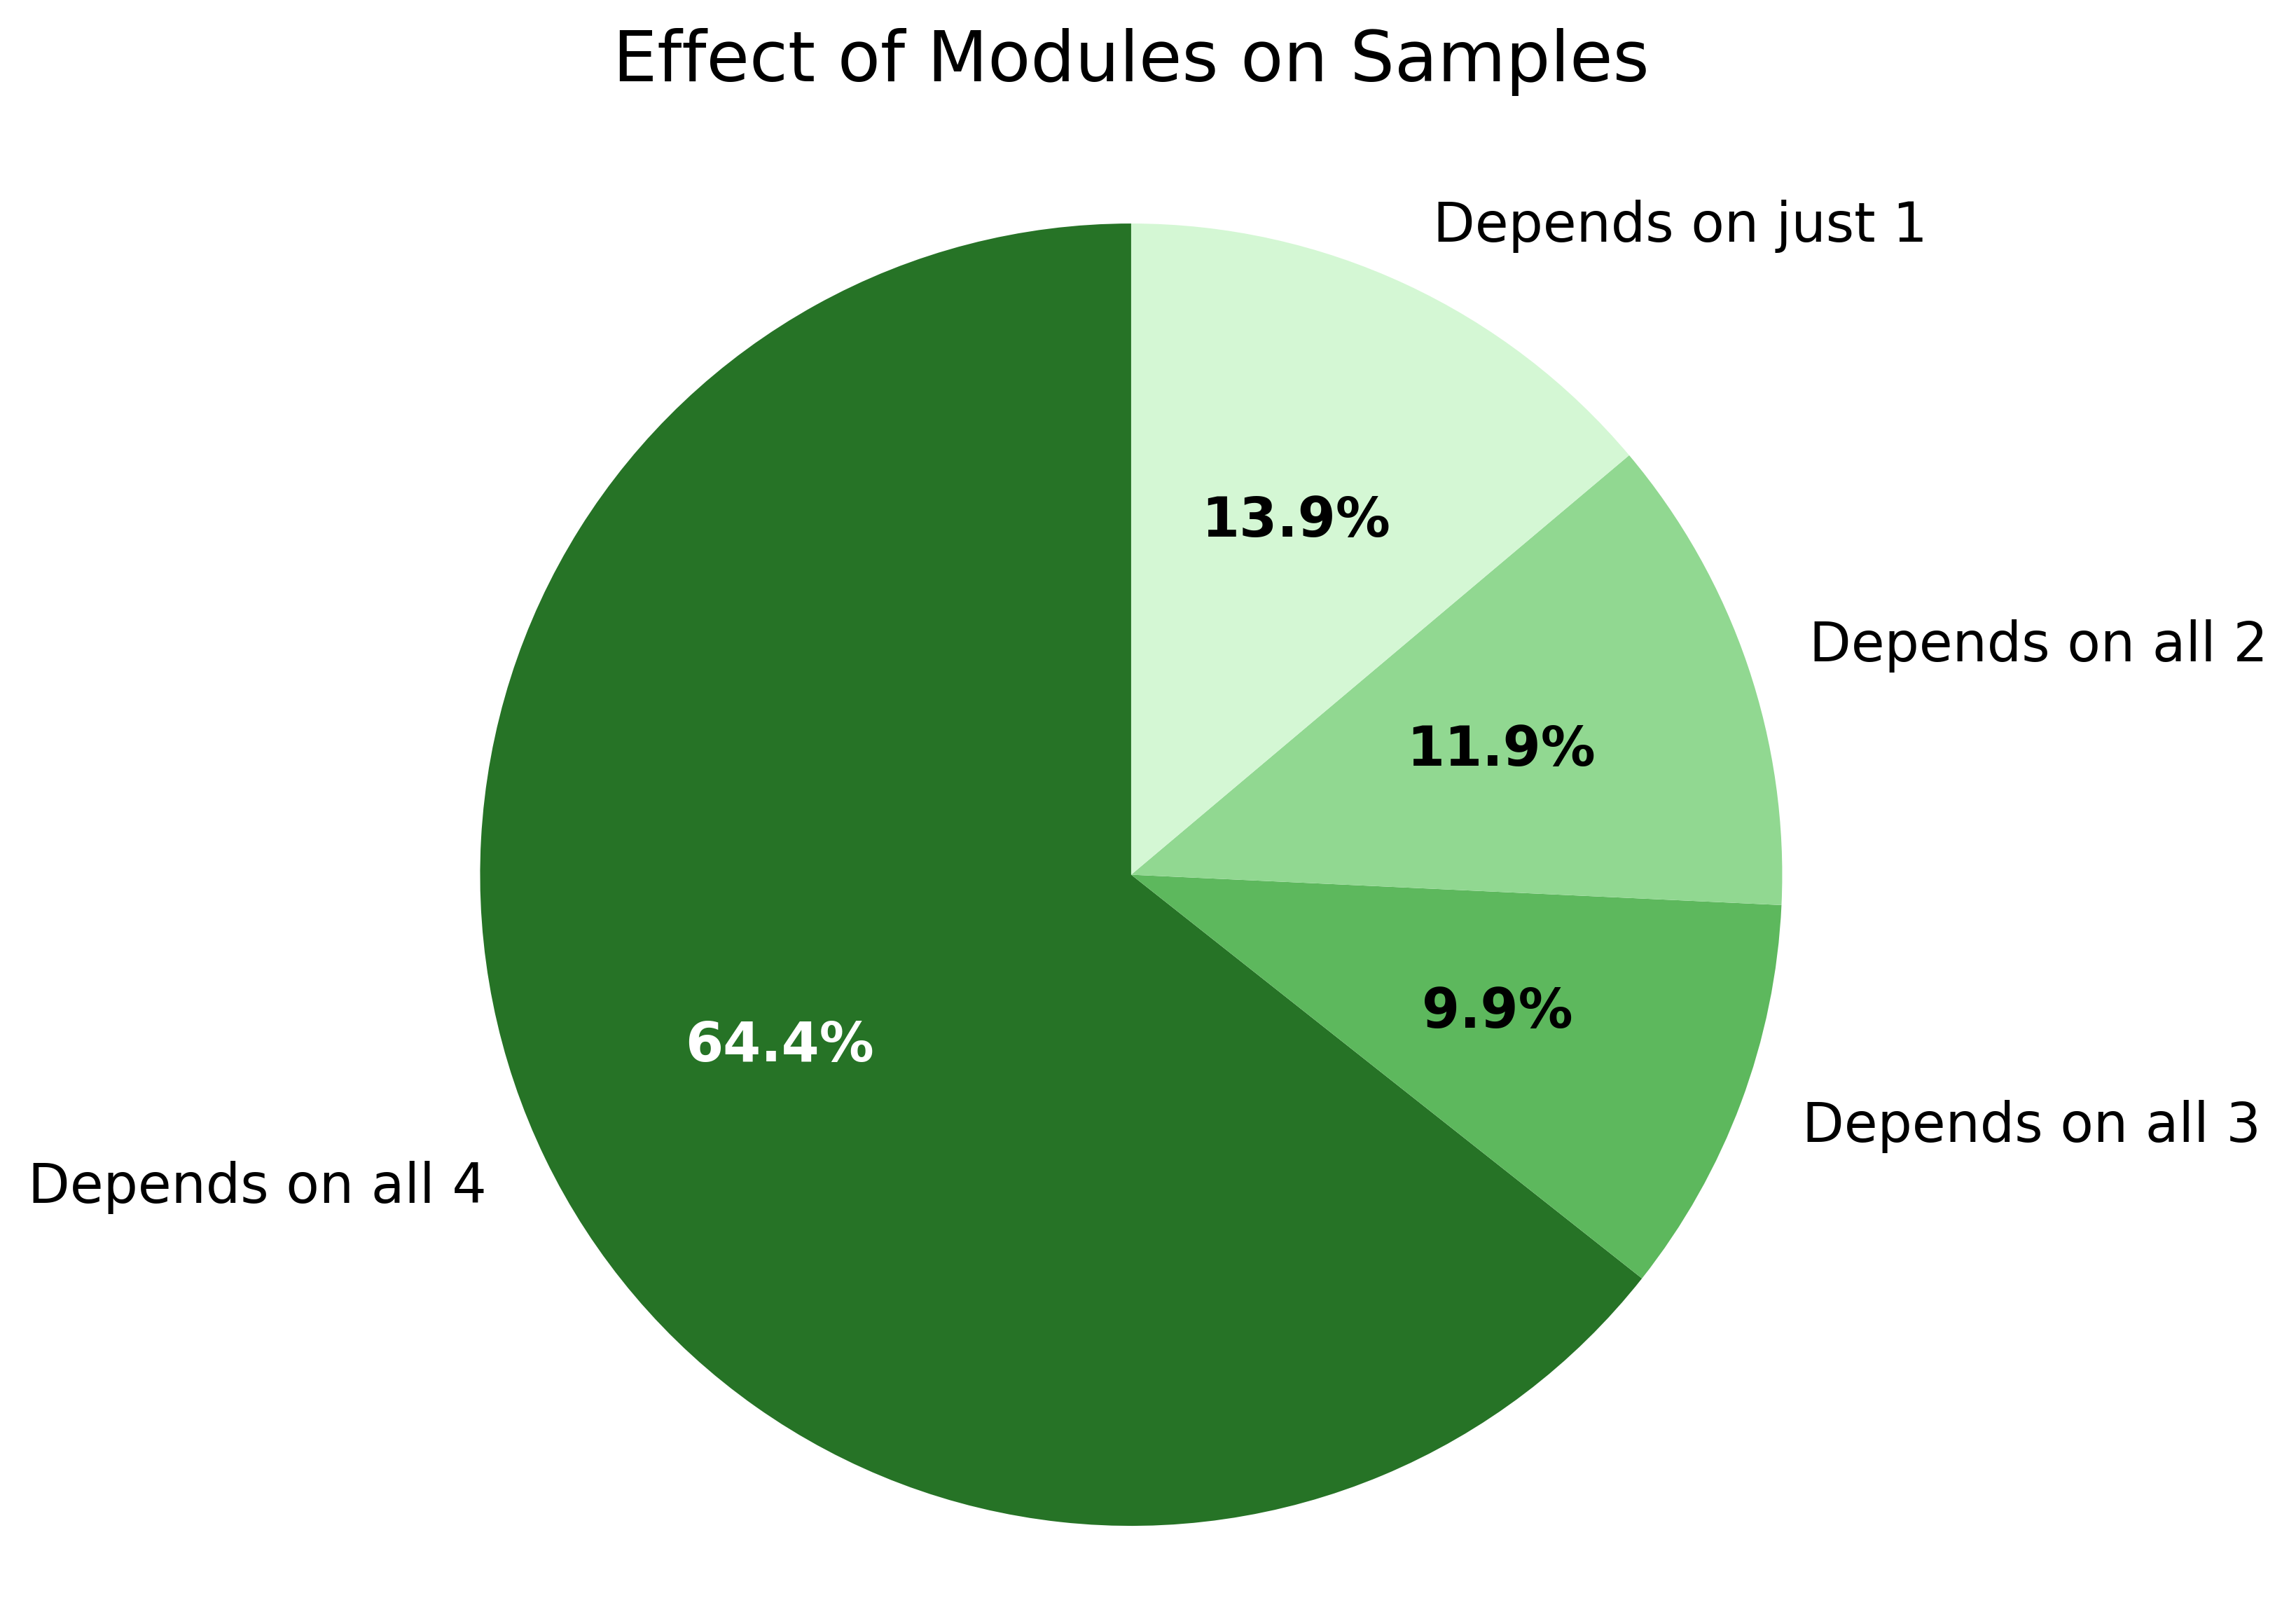 Effect of Modules on Samples
Depends on just 1
13.9%
Depends on all 2
11.9%
9.9%
64.4%
Depends on all 3
Depends on all 4